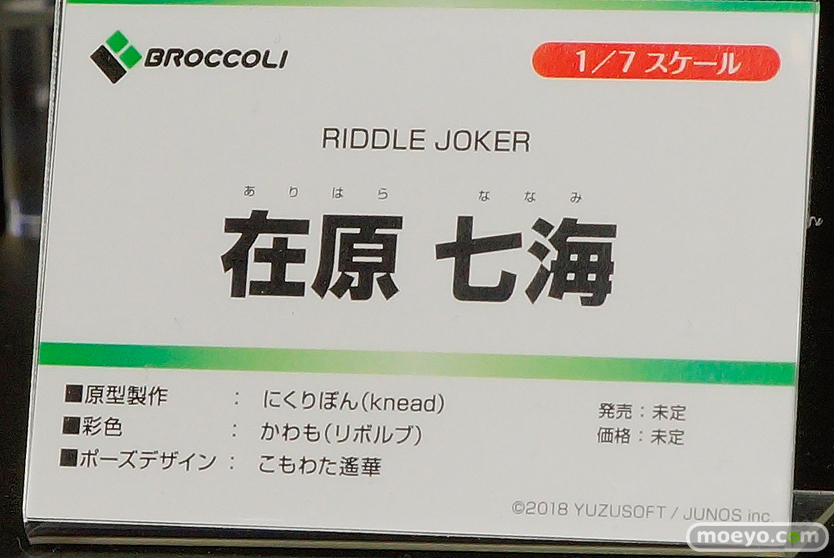 BROCCOLI
1/7 スケール
RIDDLE JOKER
ありはら ななみ
在原 七海
■原型製作 : にくりぼん(knead)
■彩色 : かわも(リボルブ)
■ポーズデザイン : こもわた遙華
発売:未定
価格:未定
©2018 YUZUSOFT / JUNOS inc.
moeyo.com